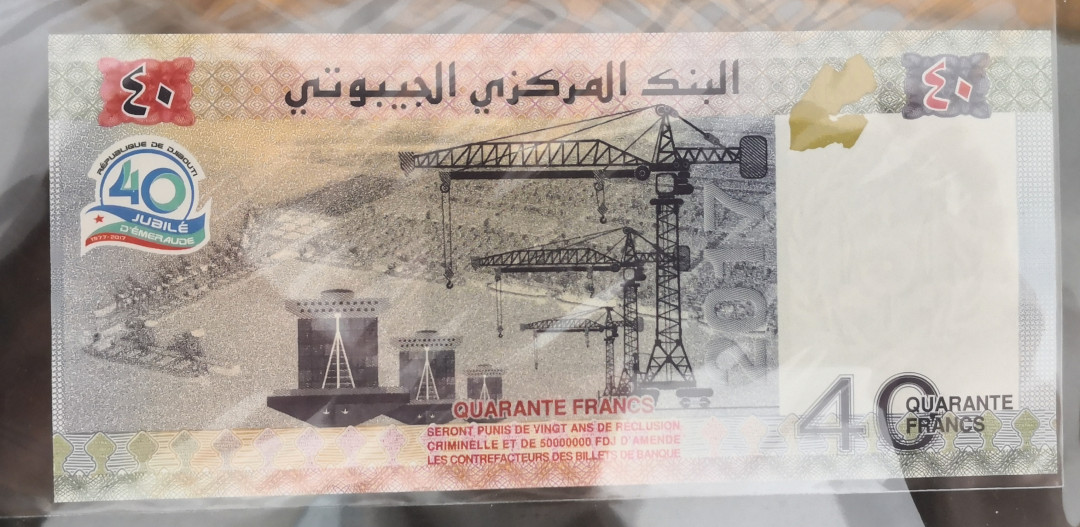 ٤٠
البنك المركزي الجيبوتي
٤٠
RÉPUBLIQUE DE DJIBOUTI
40
JUBILÉ
D'ÉMERAUDE
1977-2017
2017
QUARANTE FRANCS
SERONT PUNIS DE VINGT ANS DE RECLUSION
CRIMINELLE ET DE 50000000 FDJ D'AMENDE
LES CONTREFACTEURS DES BILLETS DE BANQUE
40
QUARANTE
FRANCS